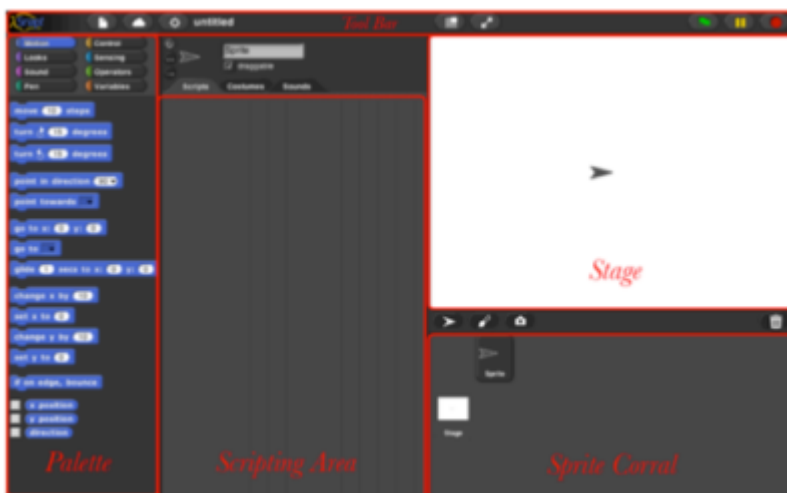 Snap!
untitled
Tool Bar
Motion
Control
Looks
Sensing
Sound
Operators
Pen
Variables
Sprite
draggable
Scripts Costumes Sounds
move 10 steps
turn 15 degrees
turn 15 degrees
point in direction 90
point towards
go to x: 0 y: 0
go to
glide 1 secs to x: 0 y: 0
change x by 10
set x to 0
change y by 10
set y to 0
if on edge, bounce
x position
y position
direction
Palette
Scripting Area
Stage
Sprite
Stage
Sprite Corral